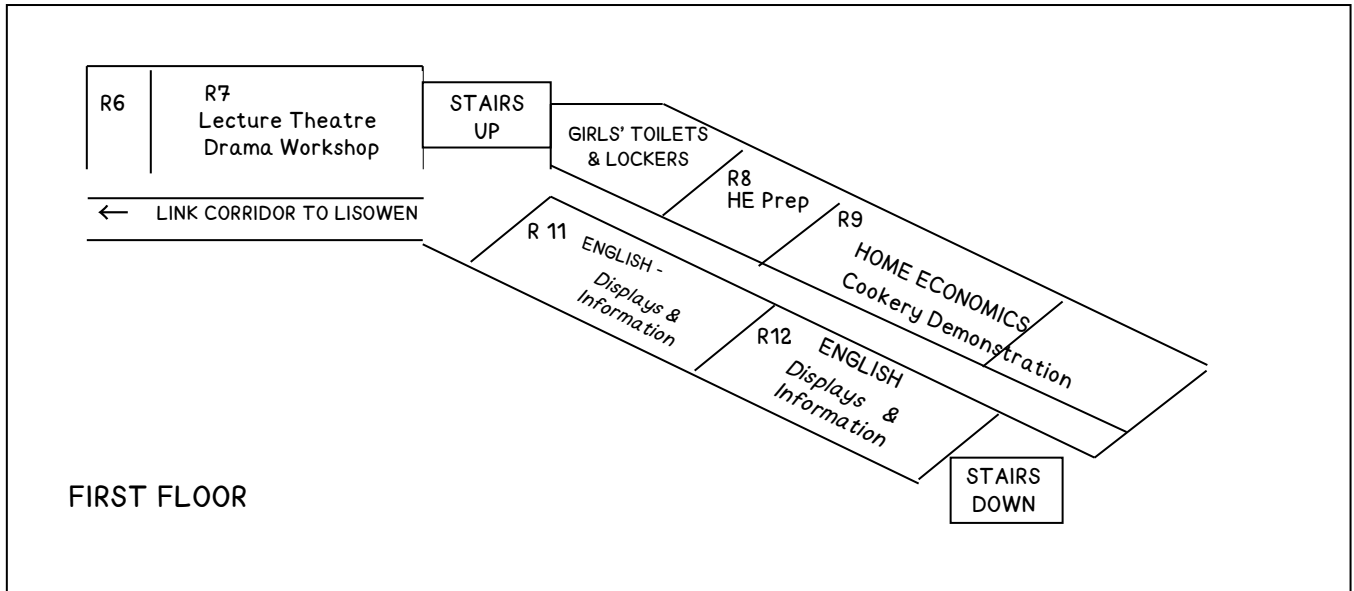 R6
R7
Lecture Theatre
Drama Workshop
STAIRS
UP
GIRLS' TOILETS
& LOCKERS
R8
HE Prep
R9
HOME ECONOMICS
Cookery Demonstration
← LINK CORRIDOR TO LISOWEN
R 11
ENGLISH -
Displays &
Information
R12
ENGLISH
Displays &
Information
STAIRS
DOWN
FIRST FLOOR